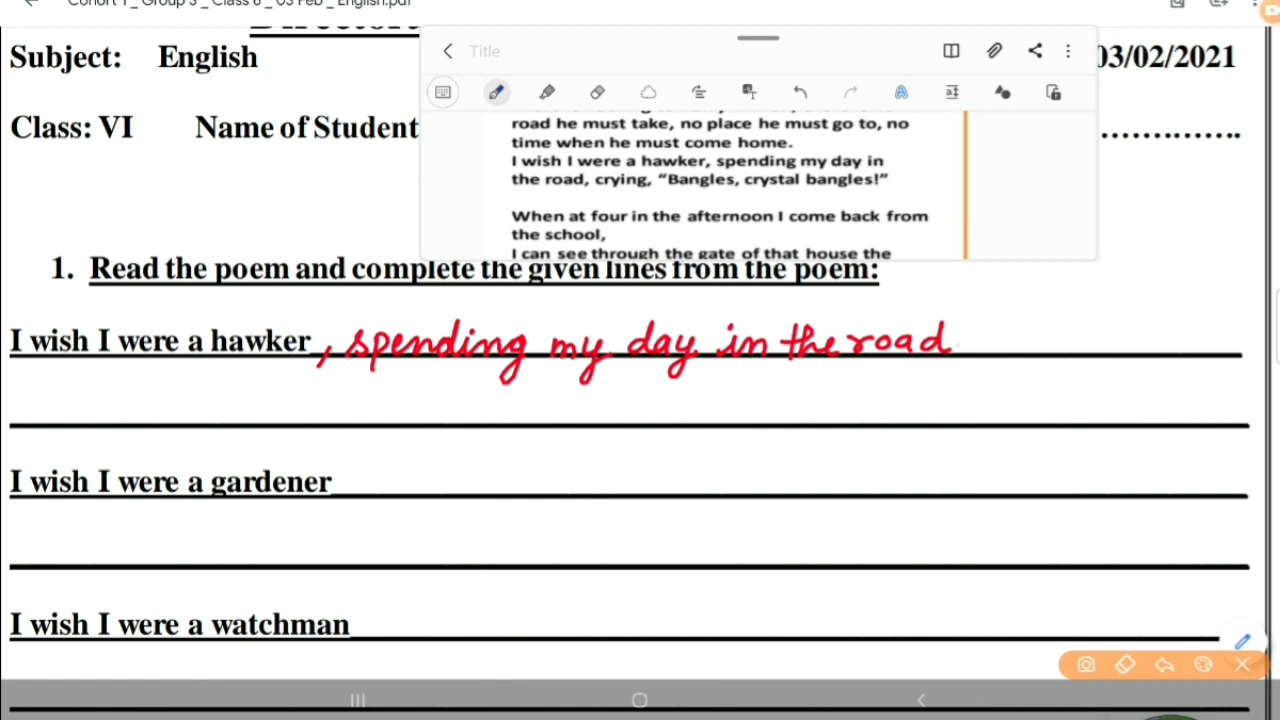 Subject: English
03/02/2021
Class: VI Name of Student
Title
road he must take, no place he must go to, no
time when he must come home.
I wish I were a hawker, spending my day in
the road, crying, “Bangles, crystal bangles!”
When at four in the afternoon I come back from
the school,
I can see through the gate of that house the
1. Read the poem and complete the given lines from the poem:
I wish I were a hawker, spending my day in the road
I wish I were a gardener
I wish I were a watchman